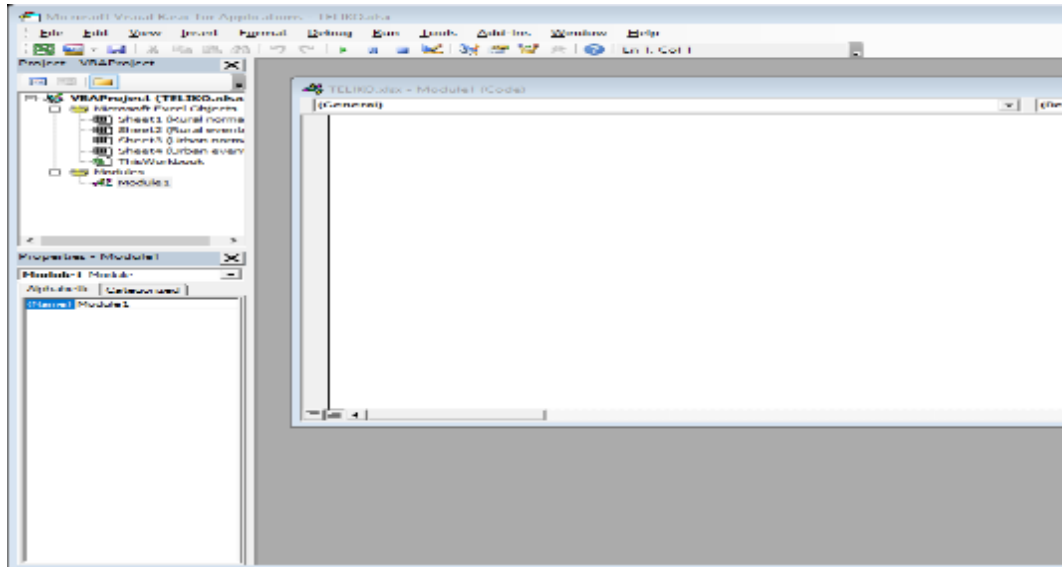 Microsoft Visual Basic for Applications - TELIKO.xlsx
File Edit View Insert Format Debug Run Tools Add-Ins Window Help
Ln 1, Col 1
Project - VBAProject
VBAProject (TELIKO.xlsx
Microsoft Excel Objects
Sheet1 (Rural norma
Sheet2 (Rural events
Sheet3 (Urban norm
Sheet4 (Urban even
ThisWorkbook
Modules
Module1
TELIKO.xlsx - Module1 (Code)
(General)
Properties - Module1
Module1 Module
Alphabetic Categorized
(Name) Module1